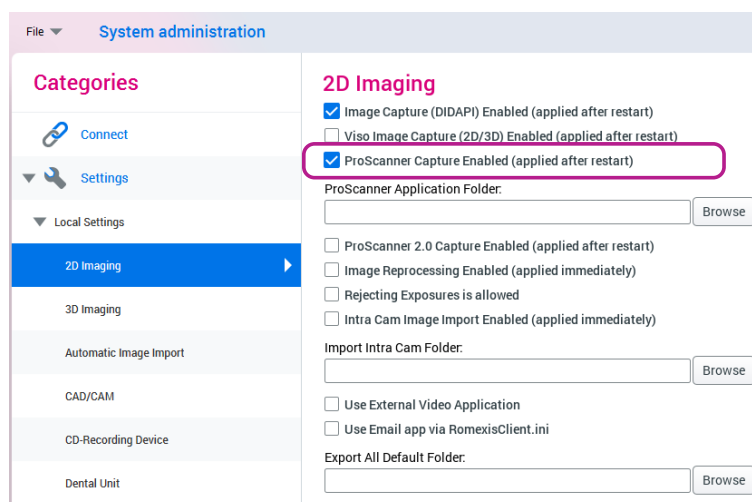 File
System administration
Categories
Connect
Settings
Local Settings
2D Imaging
3D Imaging
Automatic Image Import
CAD/CAM
CD-Recording Device
Dental Unit
2D Imaging
Image Capture (DIDAPI) Enabled (applied after restart)
Viso Image Capture (2D/3D) Enabled (applied after restart)
ProScanner Capture Enabled (applied after restart)
ProScanner Application Folder:
Browse
ProScanner 2.0 Capture Enabled (applied after restart)
Image Reprocessing Enabled (applied immediately)
Rejecting Exposures is allowed
Intra Cam Image Import Enabled (applied immediately)
Import Intra Cam Folder:
Browse
Use External Video Application
Use Email app via RomexisClient.ini
Export All Default Folder:
Browse